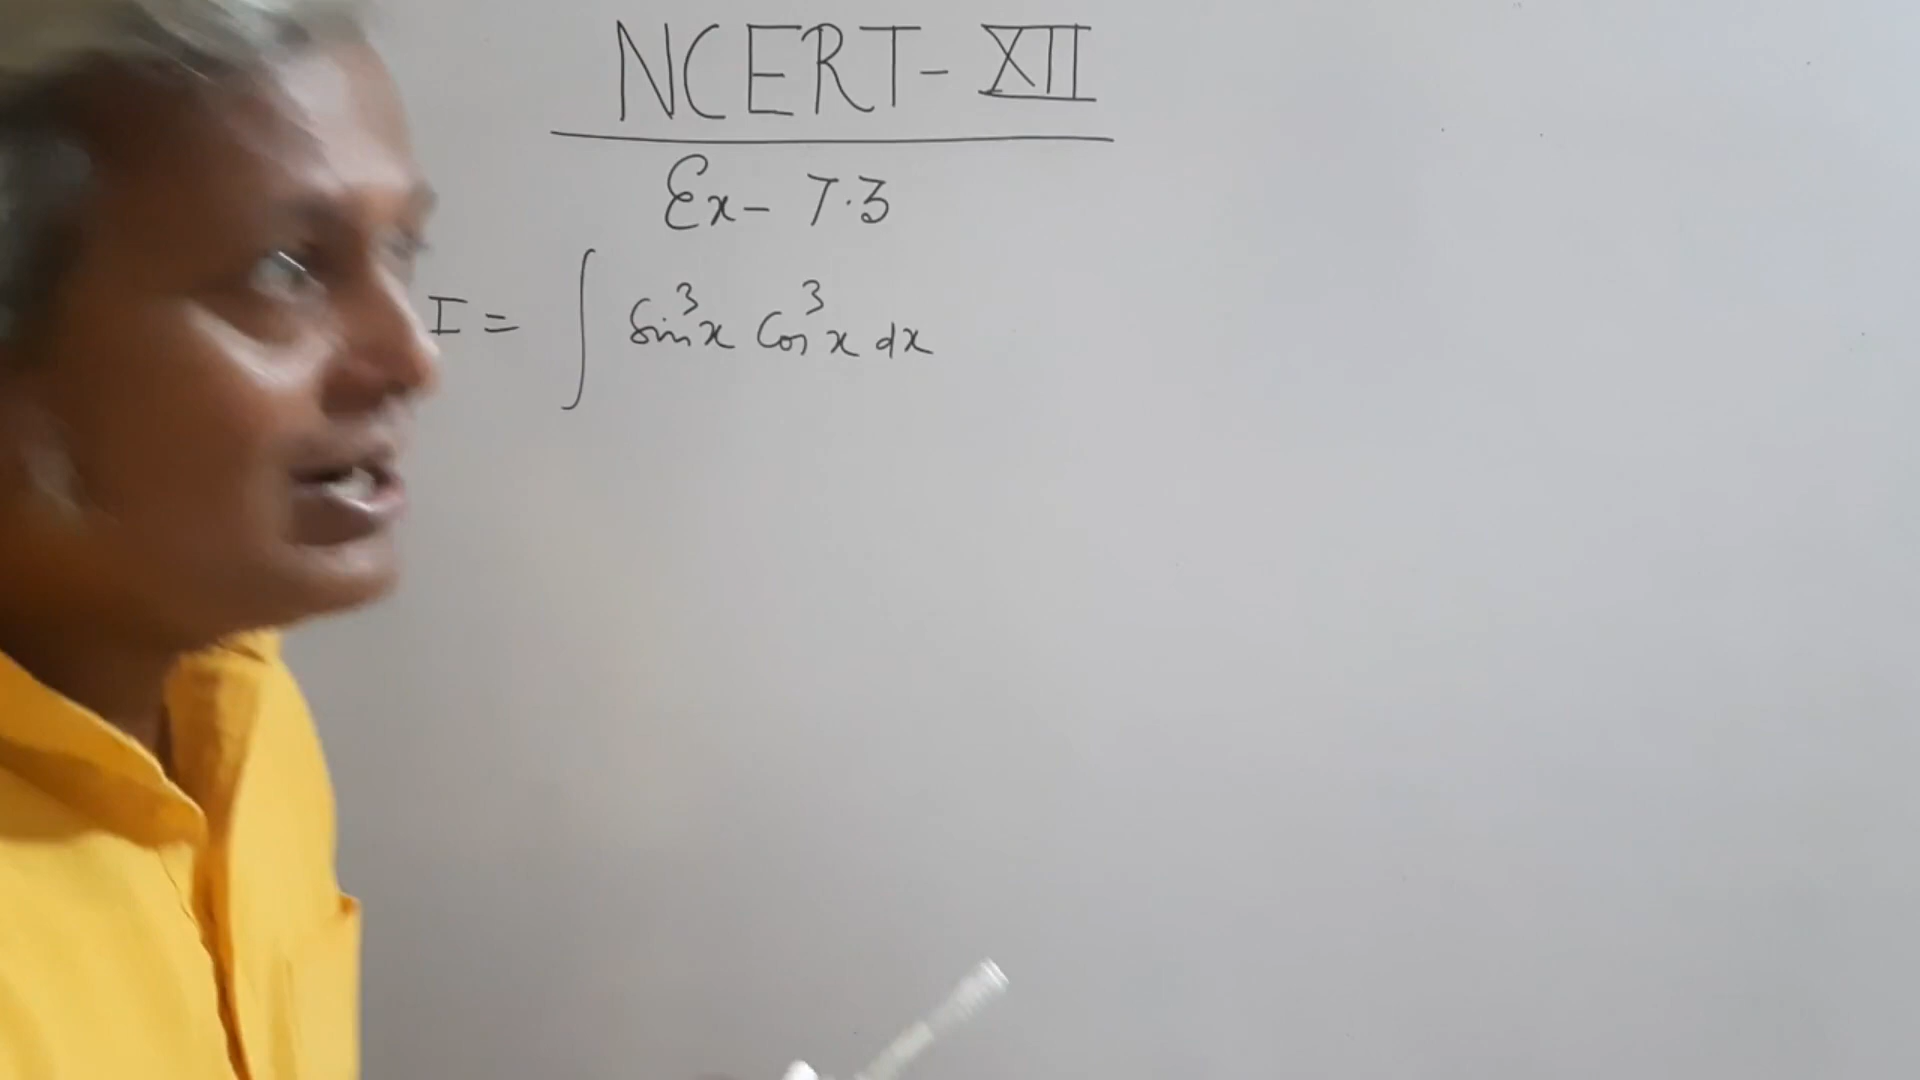 NCERT- XII
Ex- 7.3
I = ∫ Sin³x Cos³x dx